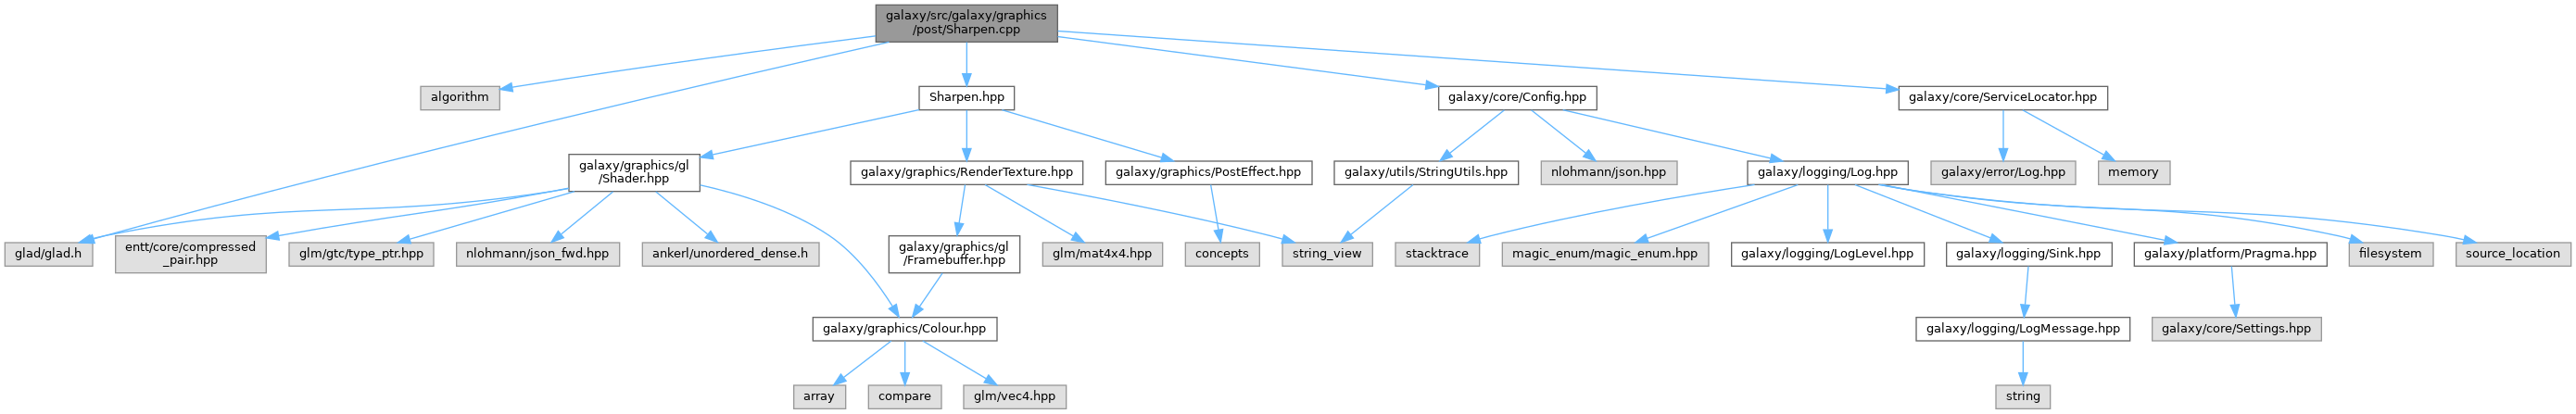 galaxy/src/galaxy/graphics
/post/Sharpen.cpp
algorithm
Sharpen.hpp
galaxy/core/Config.hpp
galaxy/core/ServiceLocator.hpp
galaxy/graphics/gl
/Shader.hpp
galaxy/graphics/RenderTexture.hpp
galaxy/graphics/PostEffect.hpp
galaxy/utils/StringUtils.hpp
nlohmann/json.hpp
galaxy/logging/Log.hpp
galaxy/error/Log.hpp
memory
glad/glad.h
entt/core/compressed
_pair.hpp
glm/gtc/type_ptr.hpp
nlohmann/json_fwd.hpp
ankerl/unordered_dense.h
galaxy/graphics/gl
/Framebuffer.hpp
glm/mat4x4.hpp
concepts
string_view
stacktrace
magic_enum/magic_enum.hpp
galaxy/logging/LogLevel.hpp
galaxy/logging/Sink.hpp
galaxy/platform/Pragma.hpp
filesystem
source_location
galaxy/graphics/Colour.hpp
galaxy/logging/LogMessage.hpp
galaxy/core/Settings.hpp
array
compare
glm/vec4.hpp
string